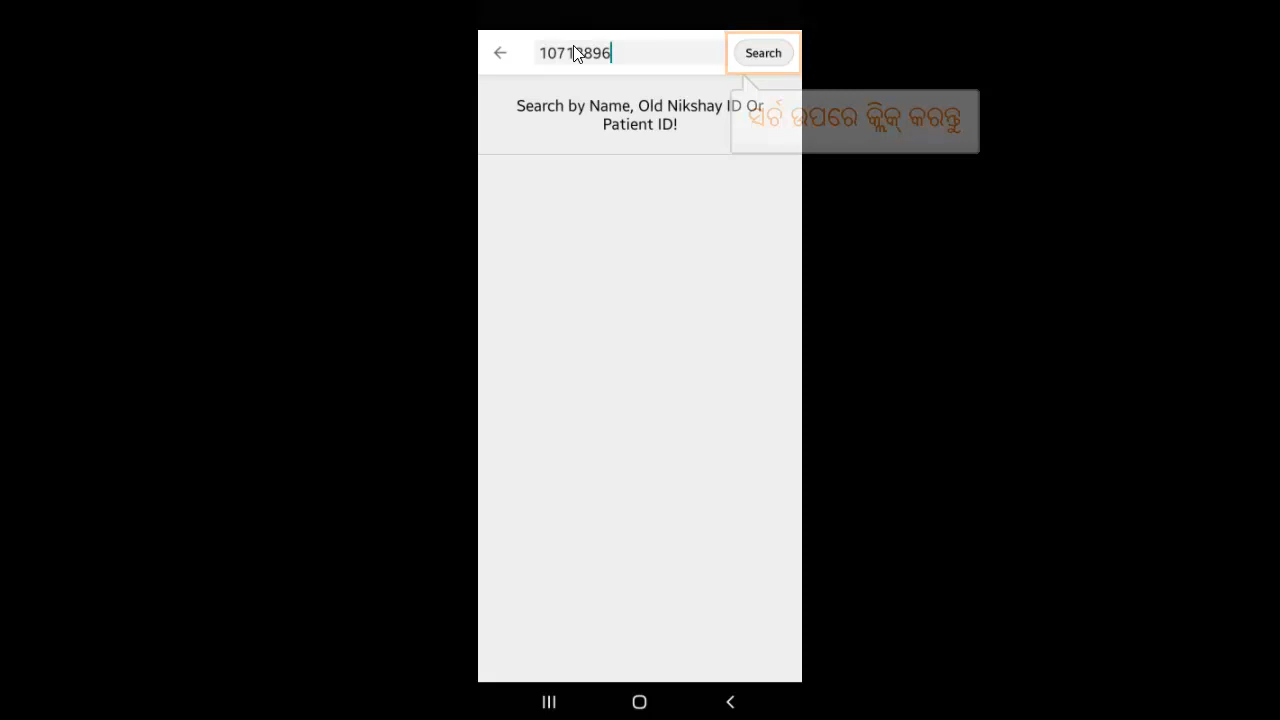 Search
Search by Name, Old Nikshay ID Or
Patient ID!
ସର୍ଚ୍ଚ ଉପରେ କ୍ଲିକ୍ କରନ୍ତୁ